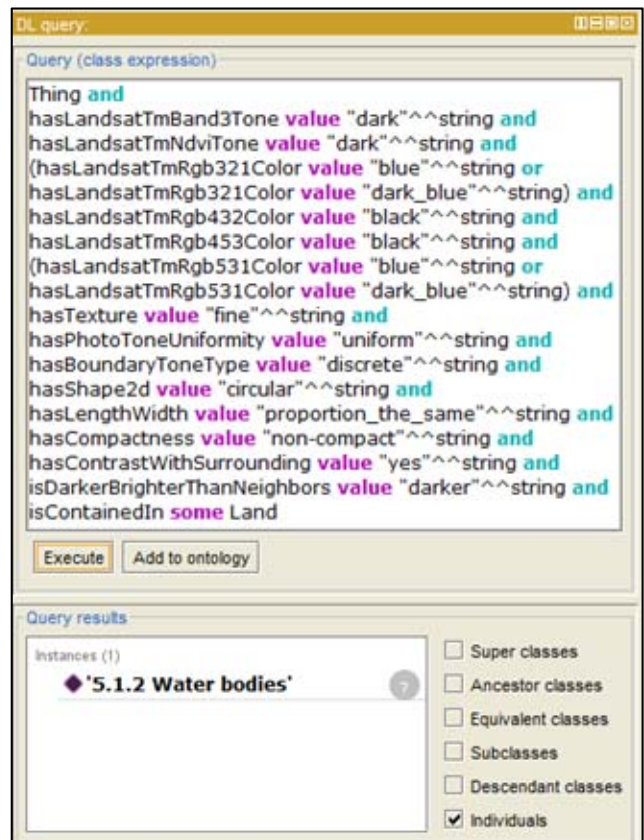 DL query:
Query (class expression)
Thing and
hasLandsatTmBand3Tone value "dark"^^string and
hasLandsatTmNdviTone value "dark"^^string and
(hasLandsatTmRgb321Color value "blue"^^string or
hasLandsatTmRgb321Color value "dark_blue"^^string) and
hasLandsatTmRgb432Color value "black"^^string and
hasLandsatTmRgb453Color value "black"^^string and
(hasLandsatTmRgb531Color value "blue"^^string or
hasLandsatTmRgb531Color value "dark_blue"^^string) and
hasTexture value "fine"^^string and
hasPhotoToneUniformity value "uniform"^^string and
hasBoundaryToneType value "discrete"^^string and
hasShape2d value "circular"^^string and
hasLengthWidth value "proportion_the_same"^^string and
hasCompactness value "non-compact"^^string and
hasContrastWithSurrounding value "yes"^^string and
isDarkerBrighterThanNeighbors value "darker"^^string and
isContainedIn some Land
Execute Add to ontology
Query results
Instances (1)
'5.1.2 Water bodies' ?
Super classes
Ancestor classes
Equivalent classes
Subclasses
Descendant classes
Individuals